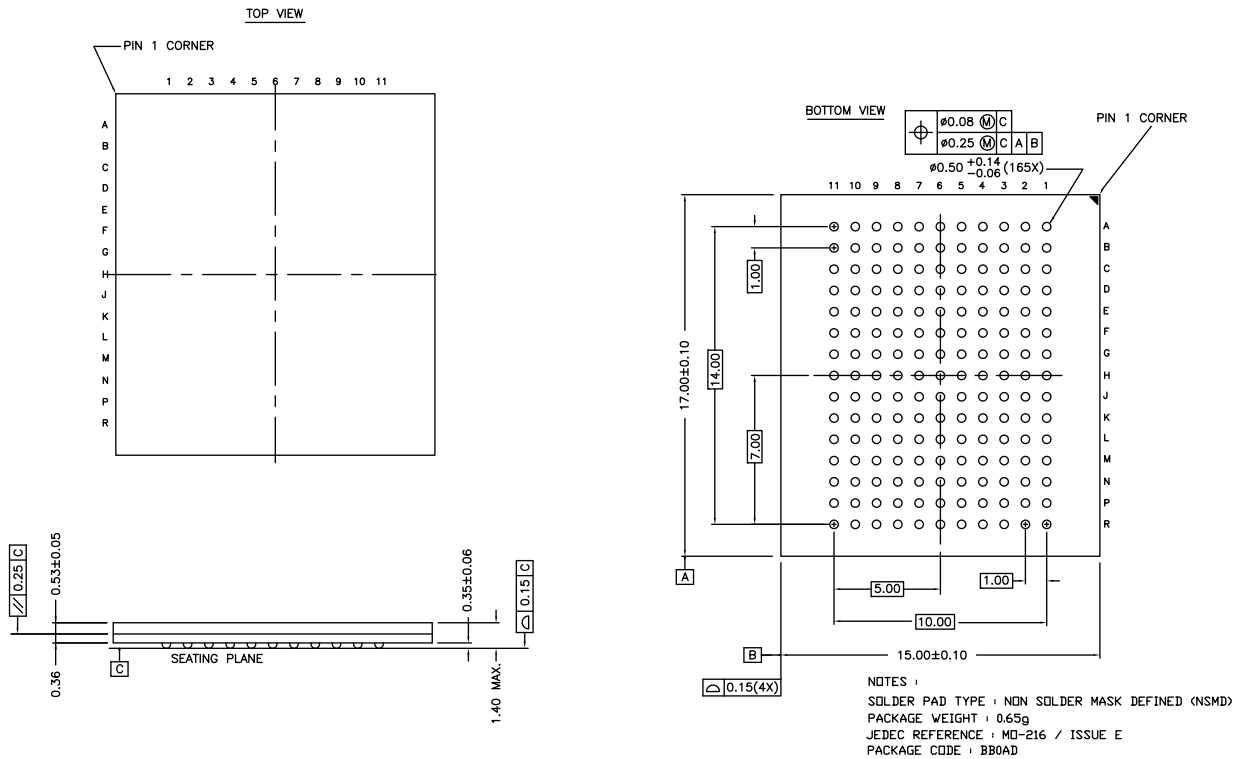 TOP VIEW
PIN 1 CORNER
1 2 3 4 5 6 7 8 9 10 11
A
B
C
D
E
F
G
H
J
K
L
M
N
P
R
BOTTOM VIEW
ø0.08 Ⓜ C
ø0.25 Ⓜ C A B
PIN 1 CORNER
ø0.50 +0.14 -0.06 (165X)
11 10 9 8 7 6 5 4 3 2 1
A
B
C
D
E
F
G
H
J
K
L
M
N
P
R
1.00
17.00±0.10
14.00
7.00
A
5.00
1.00
10.00
B
15.00±0.10
0.15(4X)
// 0.25 C
0.53±0.05
0.36
C
SEATING PLANE
0.35±0.06
0.15 C
1.40 MAX.
NOTES :
SOLDER PAD TYPE : NON SOLDER MASK DEFINED (NSMD)
PACKAGE WEIGHT : 0.65g
JEDEC REFERENCE : MO-216 / ISSUE E
PACKAGE CODE : BB0AD